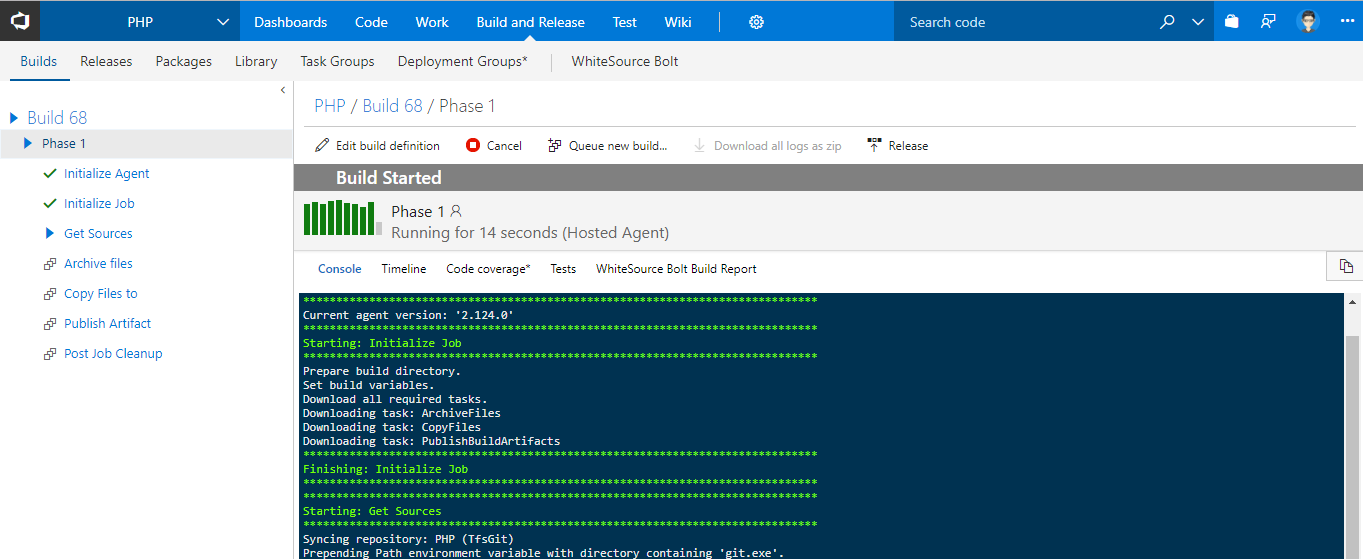 PHP Dashboards Code Work Build and Release Test Wiki Search code
Builds Releases Packages Library Task Groups Deployment Groups* WhiteSource Bolt
Build 68
Phase 1
Initialize Agent
Initialize Job
Get Sources
Archive files
Copy Files to
Publish Artifact
Post Job Cleanup
PHP / Build 68 / Phase 1
Edit build definition Cancel Queue new build... Download all logs as zip Release
Build Started
Phase 1
Running for 14 seconds (Hosted Agent)
Console Timeline Code coverage* Tests WhiteSource Bolt Build Report
******************************************************************************
Current agent version: '2.124.0'
******************************************************************************
Starting: Initialize Job
******************************************************************************
Prepare build directory.
Set build variables.
Download all required tasks.
Downloading task: ArchiveFiles
Downloading task: CopyFiles
Downloading task: PublishBuildArtifacts
******************************************************************************
Finishing: Initialize Job
******************************************************************************
******************************************************************************
Starting: Get Sources
******************************************************************************
Syncing repository: PHP (TfsGit)
Prepending Path environment variable with directory containing 'git.exe'.